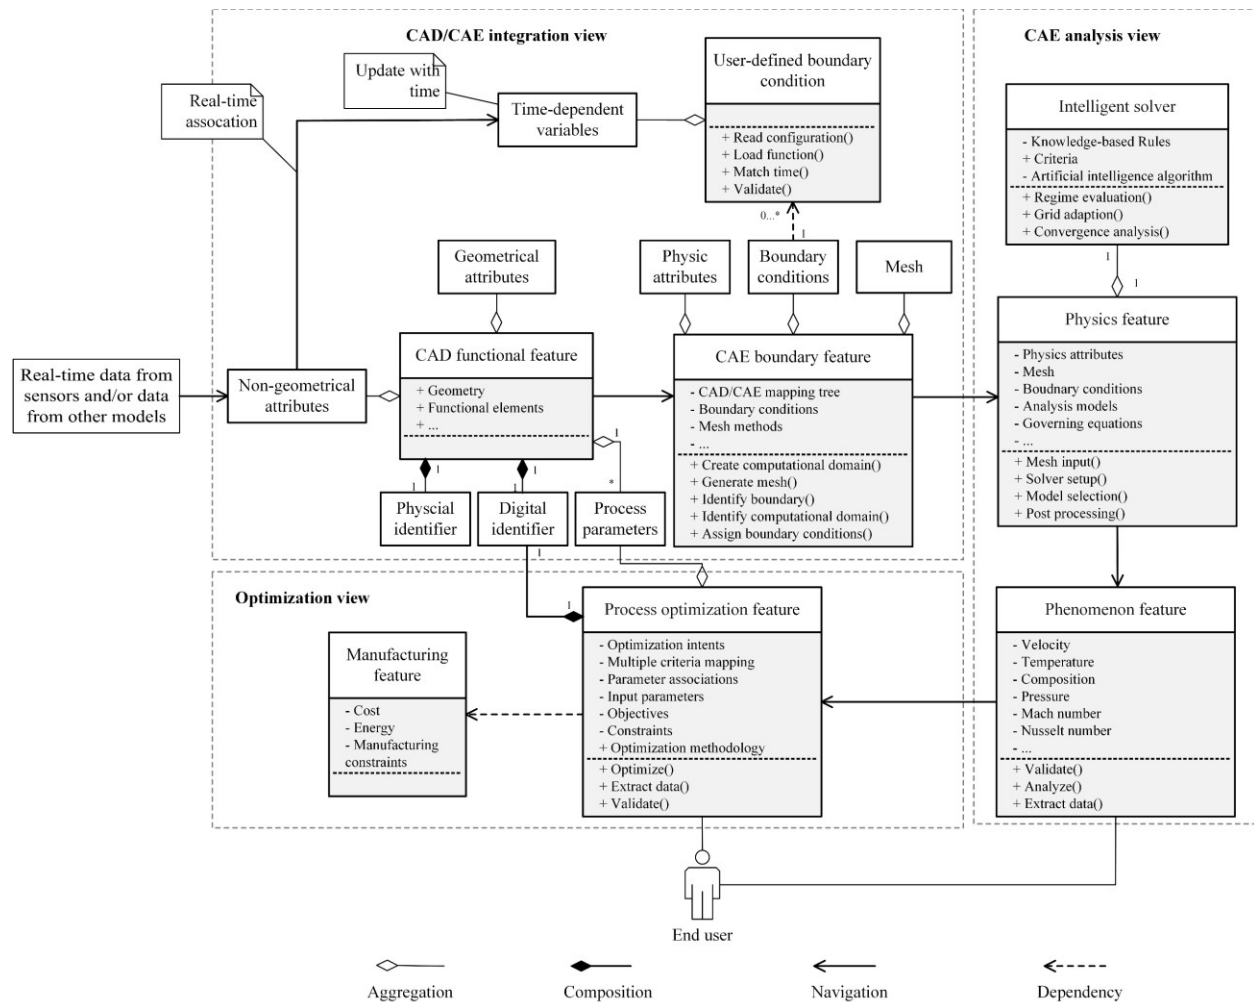 CAD/CAE integration view
CAE analysis view
Update with
time
Real-time
assocation
Time-dependent
variables
User-defined boundary
condition
+ Read configuration()
+ Load function()
+ Match time()
+ Validate()
0...*
1
Intelligent solver
- Knowledge-based Rules
+ Criteria
- Artificial intelligence algorithm
+ Regime evaluation()
+ Grid adaption()
+ Convergence analysis()
1
1
Geometrical
attributes
Physic
attributes
Boundary
conditions
Mesh
Real-time data from
sensors and/or data
from other models
Non-geometrical
attributes
CAD functional feature
+ Geometry
+ Functional elements
+ ...
1
*
1
1
1
1
Physcial
identifier
Digital
identifier
Process
parameters
1
CAE boundary feature
- CAD/CAE mapping tree
- Boundary conditions
- Mesh methods
- ...
+ Create computational domain()
+ Generate mesh()
+ Identify boundary()
+ Identify computational domain()
+ Assign boundary conditions()
Physics feature
- Physics attributes
- Mesh
- Boudnary conditions
- Analysis models
- Governing equations
- ...
+ Mesh input()
+ Solver setup()
+ Model selection()
+ Post processing()
Optimization view
1
Manufacturing
feature
- Cost
- Energy
- Manufacturing
constraints
Process optimization feature
- Optimization intents
- Multiple criteria mapping
- Parameter associations
- Input parameters
- Objectives
- Constraints
+ Optimization methodology
+ Optimize()
+ Extract data()
+ Validate()
Phenomenon feature
- Velocity
- Temperature
- Composition
- Pressure
- Mach number
- Nusselt number
- ...
+ Validate()
+ Analyze()
+ Extract data()
End user
Aggregation
Composition
Navigation
Dependency